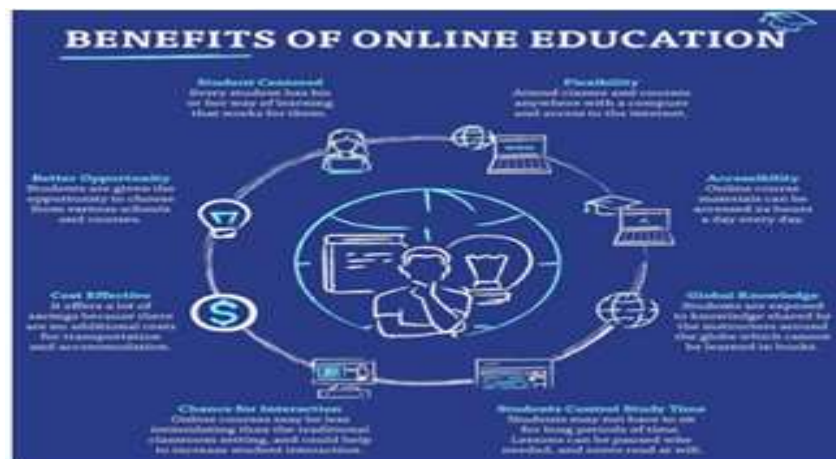 BENEFITS OF ONLINE EDUCATION
Student Centered
Every student has his
or her way of learning
that works for them.
Flexibility
Attend classes and courses
anywhere with a computer
and access to the internet.
Better Opportunity
Students are given the
opportunity to choose
from various schools
and courses.
Accessibility
Online course
materials can be
accessed 24 hours
a day every day.
Cost Effective
It offers a lot of
savings because there
are no additional costs
for transportation
and accommodation.
Global Knowledge
Students are exposed
to knowledge shared by
the instructors around
the globe which cannot
be learned in books.
Chance for Interaction
Online courses may be less
intimidating than the traditional
classroom setting, and could help
to increase student interaction.
Students Control Study Time
Students may not have to sit
for long periods of time.
Lessons can be paused
needed, and read at will.